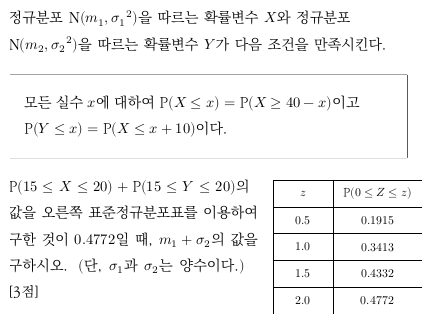 정규분포 N(m₁, σ₁²)을 따르는 확률변수 X와 정규분포
N(m₂, σ₂²)을 따르는 확률변수 Y가 다음 조건을 만족시킨다.
모든 실수 x에 대하여 P(X ≤ x) = P(X ≥ 40 − x)이고
P(Y ≤ x) = P(X ≤ x + 10)이다.
P(15 ≤ X ≤ 20) + P(15 ≤ Y ≤ 20)의
값을 오른쪽 표준정규분포표를 이용하여
구한 것이 0.4772일 때, m₁ + σ₂의 값을
구하시오. (단, σ₁과 σ₂는 양수이다.)
[3점]
z P(0 ≤ Z ≤ z)
0.5 0.1915
1.0 0.3413
1.5 0.4332
2.0 0.4772